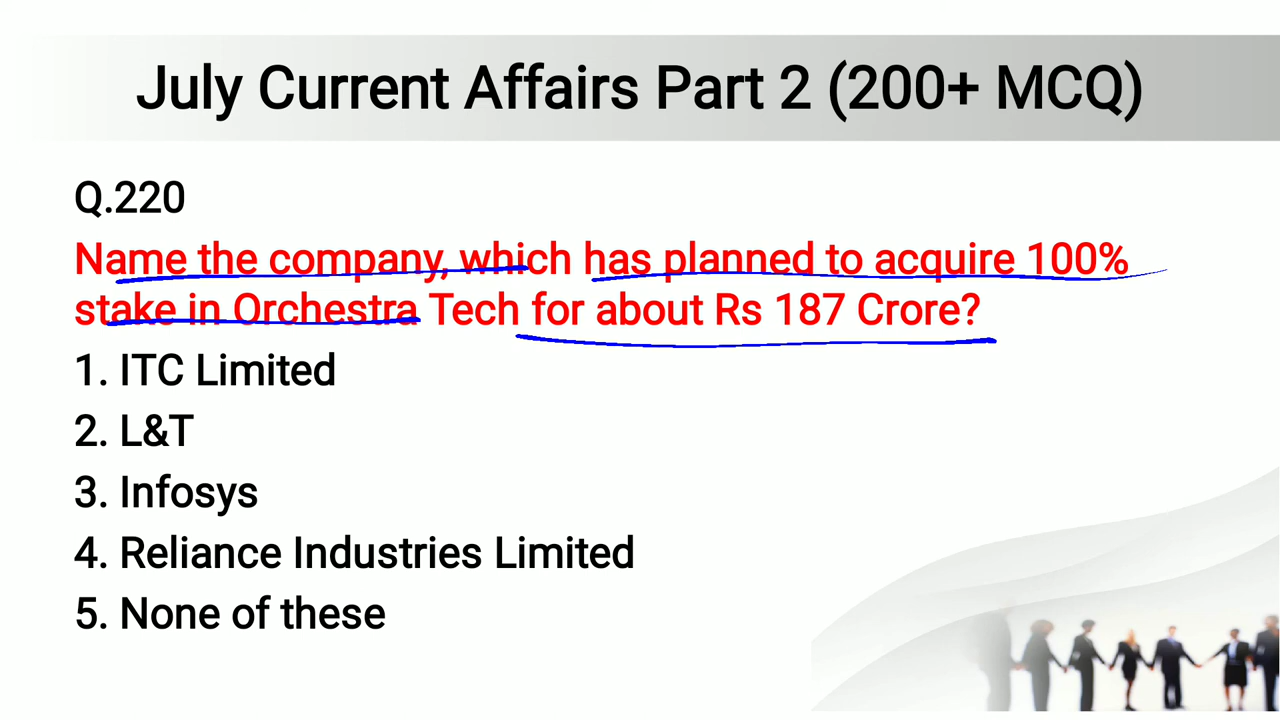 July Current Affairs Part 2 (200+ MCQ)
Q.220
Name the company, which has planned to acquire 100%
stake in Orchestra Tech for about Rs 187 Crore?
1. ITC Limited
2. L&T
3. Infosys
4. Reliance Industries Limited
5. None of these